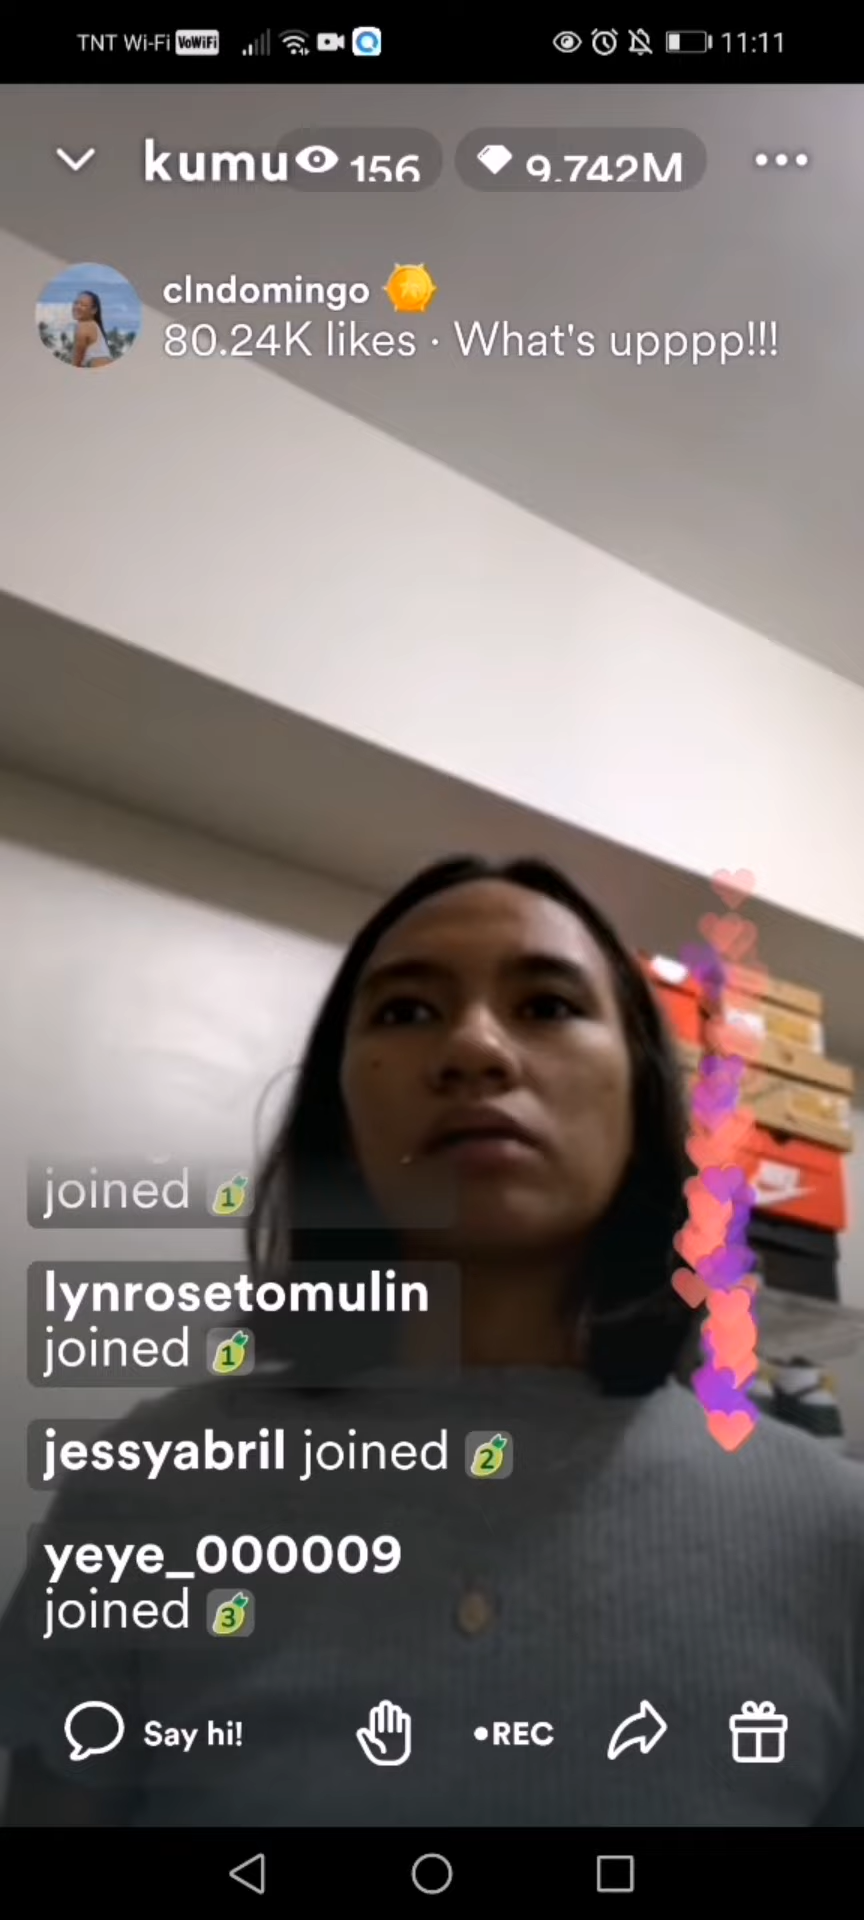 TNT Wi-Fi VoWiFi 11:11
kumu 156 9.742M
clndomingo
80.24K likes · What's upppp!!!
joined 1
lynrosetomulin
joined 1
jessyabril joined 2
yeye_000009
joined 3
Say hi! •REC